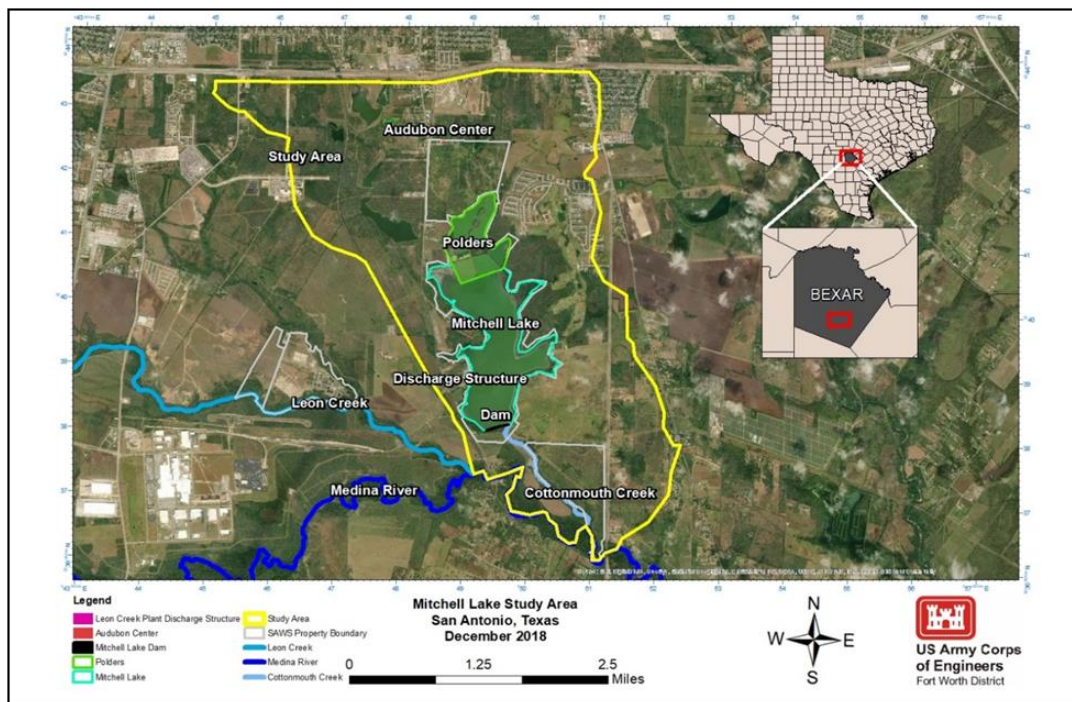 Audubon Center
Study Area
Polders
Mitchell Lake
Discharge Structure
Leon Creek
Dam
Medina River
Cottonmouth Creek
BEXAR
Legend
Leon Creek Plant Discharge Structure
Audubon Center
Mitchell Lake Dam
Polders
Mitchell Lake
Study Area
SAWS Property Boundary
Leon Creek
Medina River
Cottonmouth Creek
Mitchell Lake Study Area
San Antonio, Texas
December 2018
0 1.25 2.5
Miles
N
W E
S
US Army Corps
of Engineers
Fort Worth District